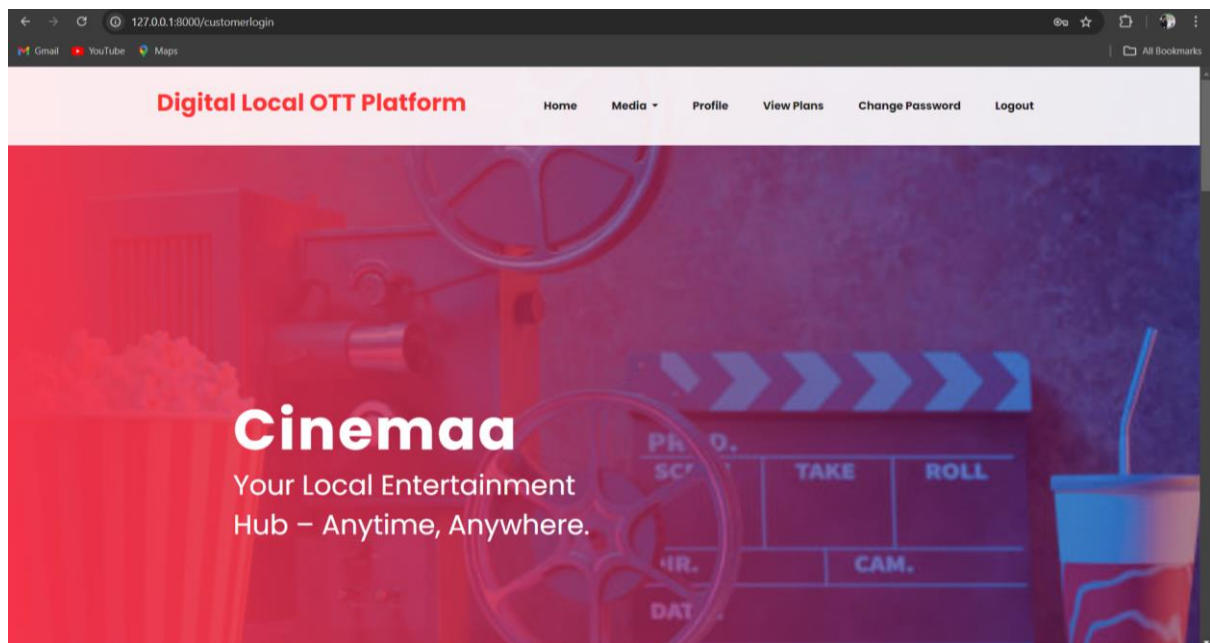 127.0.0.1:8000/customerlogin
Gmail YouTube Maps All Bookmarks
Digital Local OTT Platform Home Media Profile View Plans Change Password Logout
Cinemaa
Your Local Entertainment
Hub – Anytime, Anywhere.
TAKE ROLL
CAM.